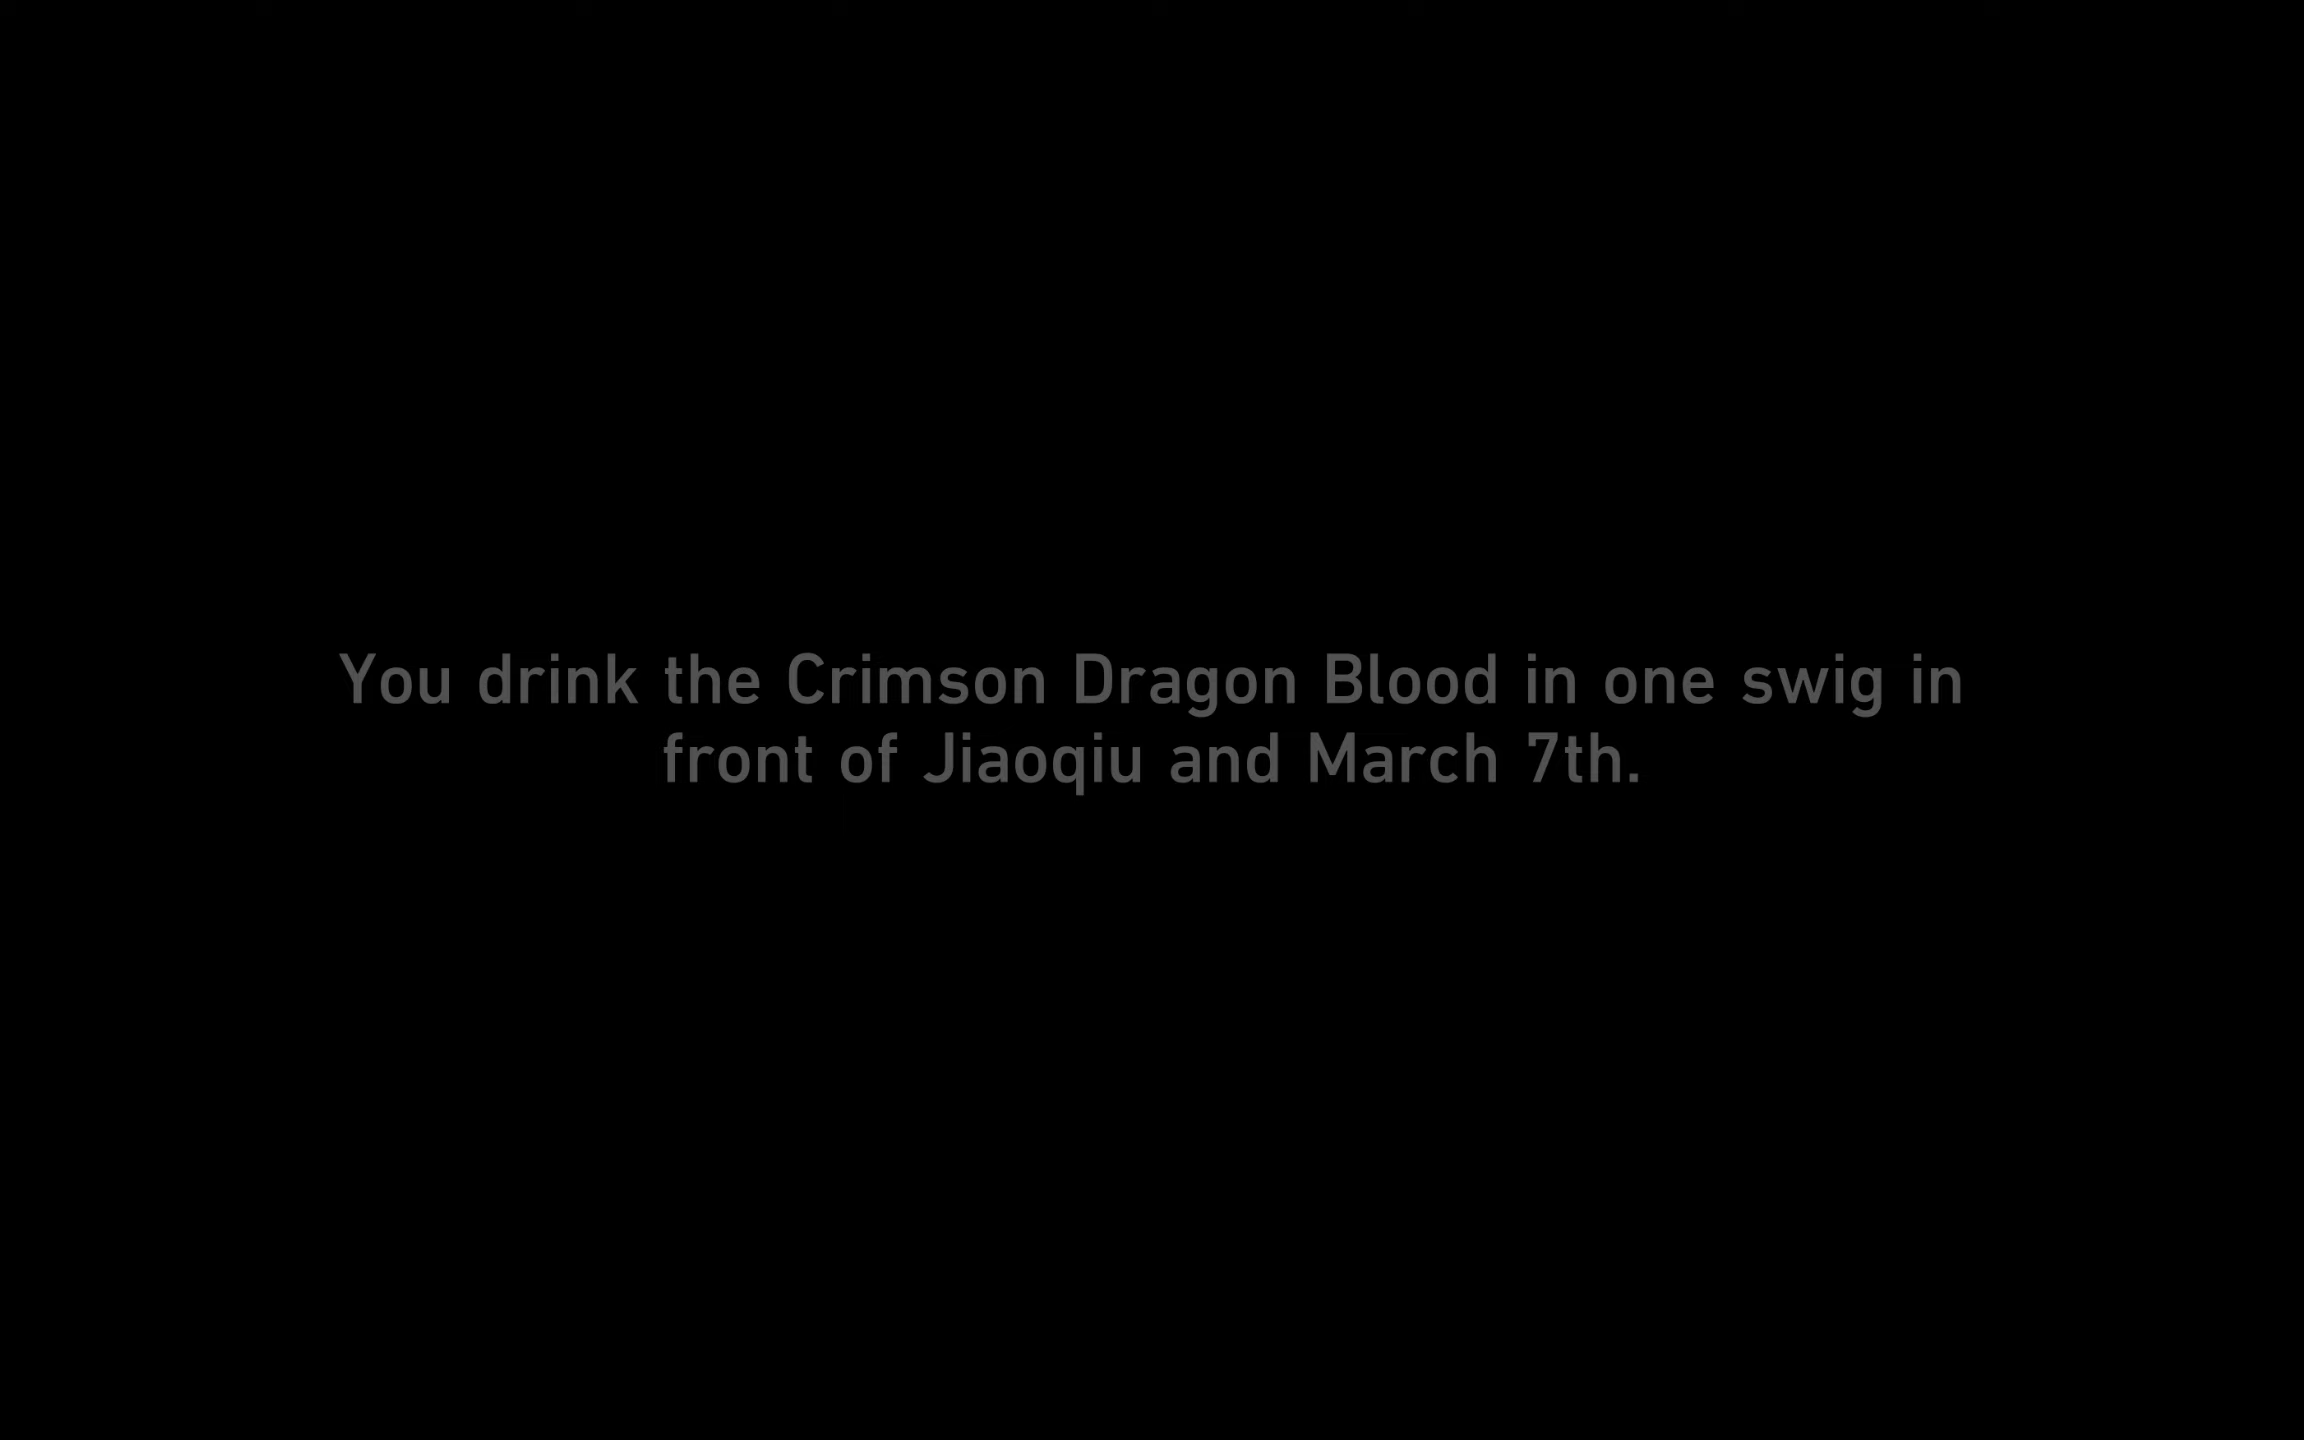 You drink the Crimson Dragon Blood in one swig in
front of Jiaoqiu and March 7th.